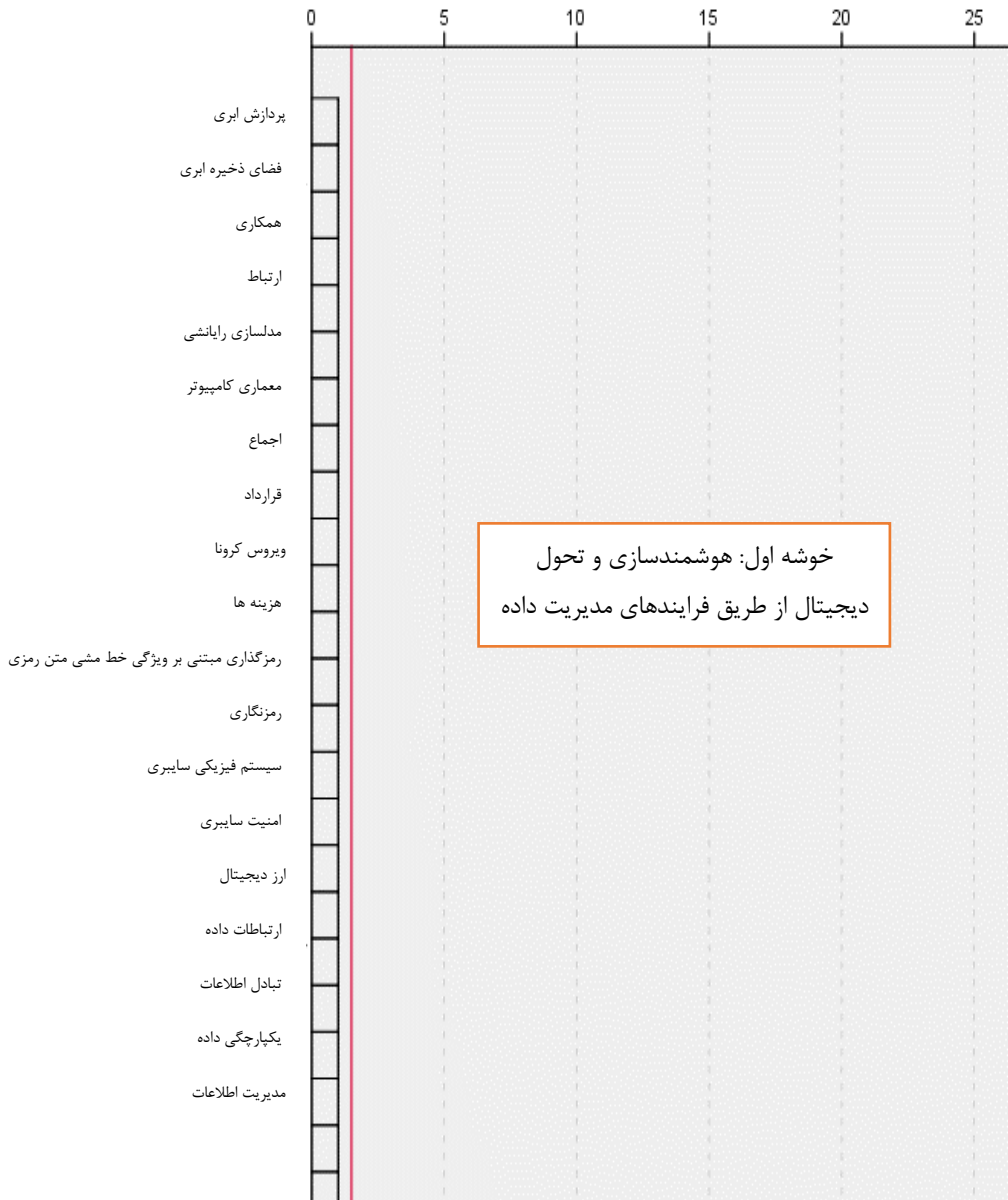 0 5 10 15 20 25
پردازش ابری
فضای ذخیره ابری
همکاری
ارتباط
مدلسازی رایانشی
معماری کامپیوتر
اجماع
قرارداد
ویروس کرونا
هزینه ها
رمزگذاری مبتنی بر ویژگی خط مشی متن رمزی
رمزنگاری
سیستم فیزیکی سایبری
امنیت سایبری
ارز دیجیتال
ارتباطات داده
تبادل اطلاعات
یکپارچگی داده
مدیریت اطلاعات
خوشه اول: هوشمندسازی و تحول
دیجیتال از طریق فرایندهای مدیریت داده